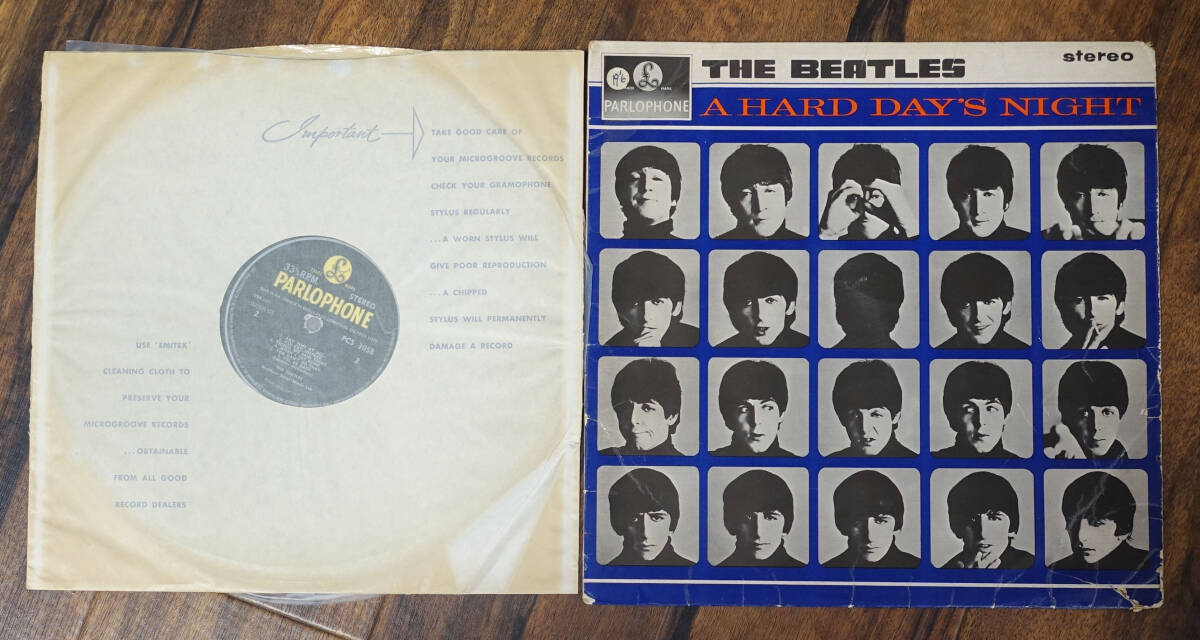 Important
TAKE GOOD CARE OF
YOUR MICROGROOVE RECORDS
CHECK YOUR GRAMOPHONE
STYLUS REGULARLY
...A WORN STYLUS WILL
GIVE POOR REPRODUCTION
...A CHIPPED
STYLUS WILL PERMANENTLY
DAMAGE A RECORD
USE 'EMITEX'
CLEANING CLOTH TO
PRESERVE YOUR
MICROGROOVE RECORDS
...OBTAINABLE
FROM ALL GOOD
RECORD DEALERS
33⅓ RPM
STEREO
£
PARLOPHONE
PCS 3058
2
2
£
PARLOPHONE
THE BEATLES
stereo
A HARD DAY'S NIGHT